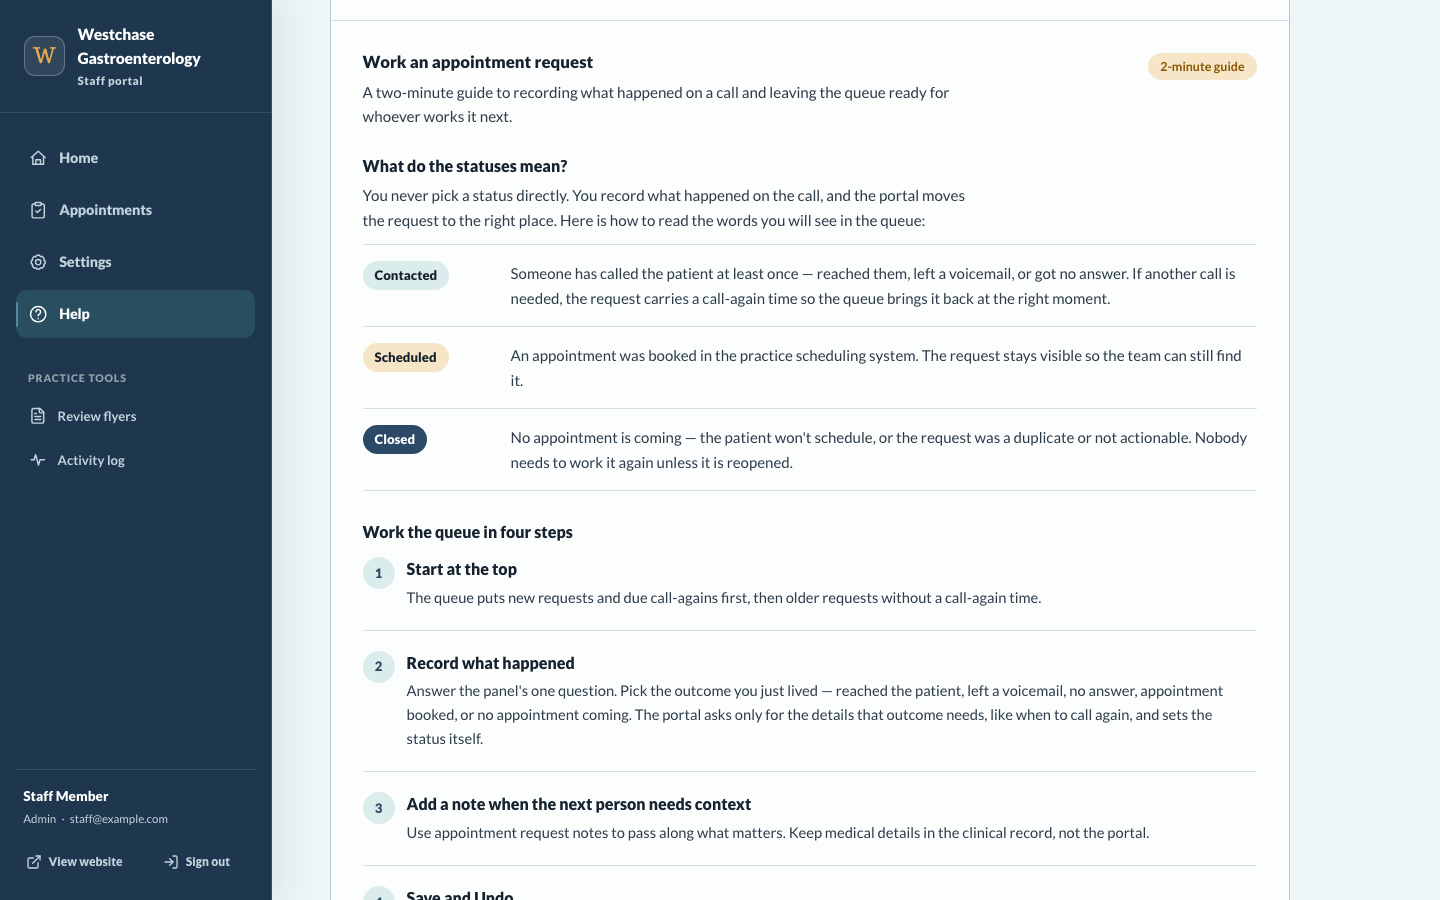 W
Westchase
Gastroenterology
Staff portal
Home
Appointments
Settings
Help
PRACTICE TOOLS
Review flyers
Activity log
Staff Member
Admin · staff@example.com
View website
Sign out
Work an appointment request
2-minute guide
A two-minute guide to recording what happened on a call and leaving the queue ready for
whoever works it next.
What do the statuses mean?
You never pick a status directly. You record what happened on the call, and the portal moves
the request to the right place. Here is how to read the words you will see in the queue:
Contacted
Someone has called the patient at least once — reached them, left a voicemail, or got no answer. If another call is
needed, the request carries a call-again time so the queue brings it back at the right moment.
Scheduled
An appointment was booked in the practice scheduling system. The request stays visible so the team can still find
it.
Closed
No appointment is coming — the patient won't schedule, or the request was a duplicate or not actionable. Nobody
needs to work it again unless it is reopened.
Work the queue in four steps
1
Start at the top
The queue puts new requests and due call-agains first, then older requests without a call-again time.
2
Record what happened
Answer the panel's one question. Pick the outcome you just lived — reached the patient, left a voicemail, no answer, appointment
booked, or no appointment coming. The portal asks only for the details that outcome needs, like when to call again, and sets the
status itself.
3
Add a note when the next person needs context
Use appointment request notes to pass along what matters. Keep medical details in the clinical record, not the portal.
Save and Undo